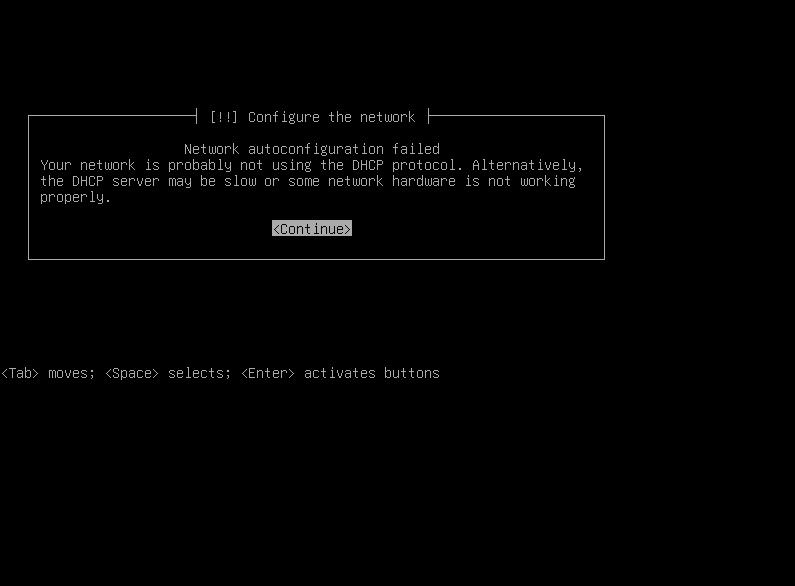 [!!] Configure the network
Network autoconfiguration failed
Your network is probably not using the DHCP protocol. Alternatively,
the DHCP server may be slow or some network hardware is not working
properly.
<Continue>
<Tab> moves; <Space> selects; <Enter> activates buttons